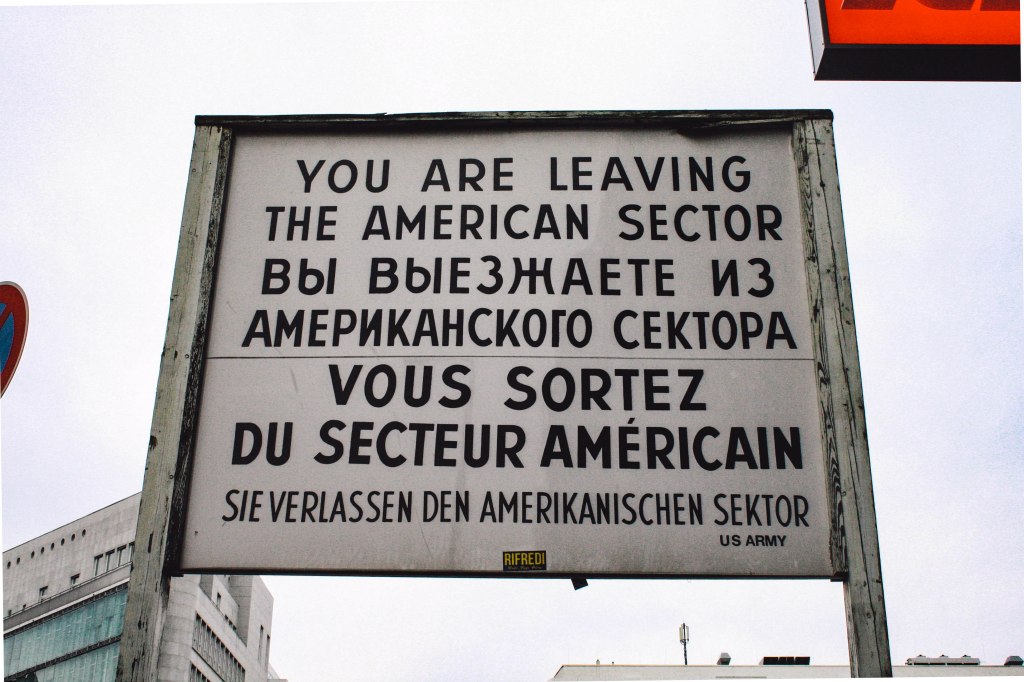 YOU ARE LEAVING
THE AMERICAN SECTOR
ВЫ ВЫЕЗЖАЕТЕ ИЗ
АМЕРИКАНСКОГО СЕКТОРА
VOUS SORTEZ
DU SECTEUR AMÉRICAIN
SIE VERLASSEN DEN AMERIKANISCHEN SEKTOR
US ARMY
RIFREDI